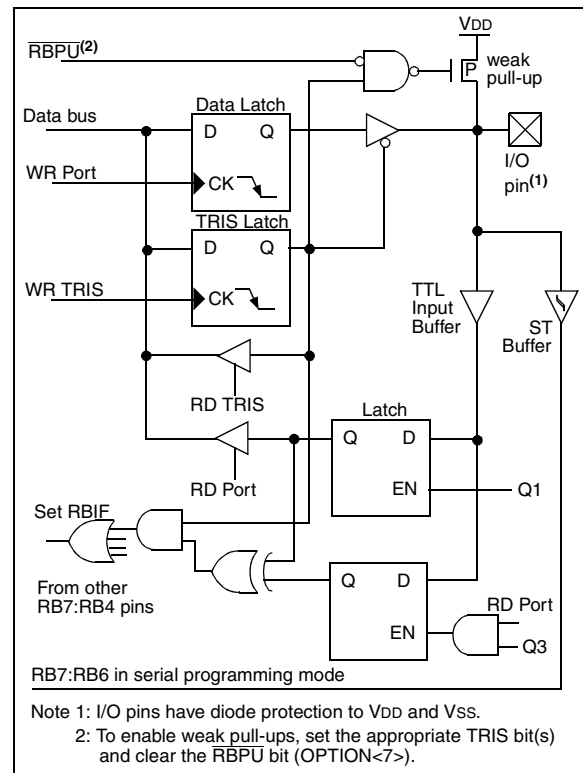 VDD
RBPU(2)
P weak
pull-up
Data Latch
Data bus
D Q
I/O
pin(1)
WR Port
CK
TRIS Latch
D Q
WR TRIS
CK
TTL
Input
Buffer
ST
Buffer
RD TRIS
Latch
Q D
RD Port
EN
Q1
Set RBIF
From other
RB7:RB4 pins
Q D
RD Port
EN
Q3
RB7:RB6 in serial programming mode
Note 1: I/O pins have diode protection to VDD and VSS.
2: To enable weak pull-ups, set the appropriate TRIS bit(s)
and clear the RBPU bit (OPTION<7>).